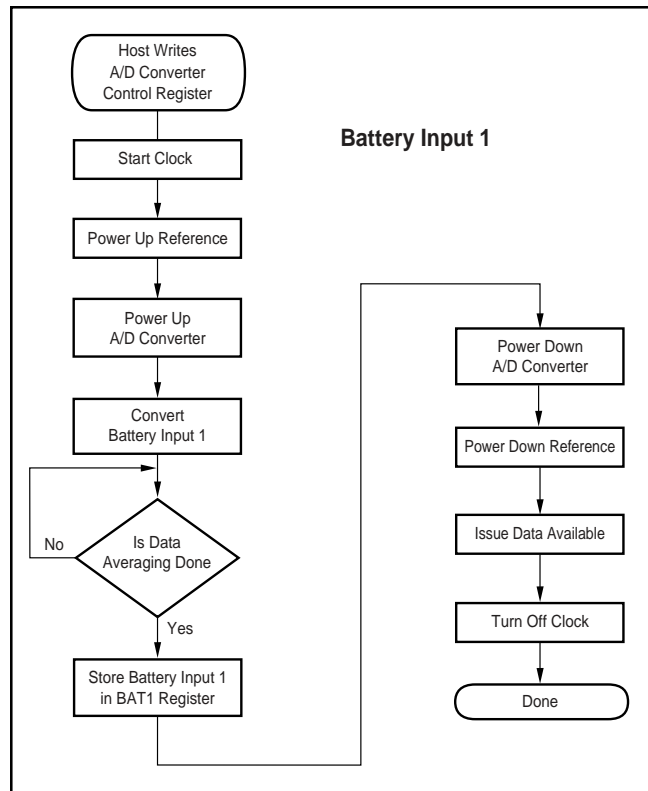 Host Writes
A/D Converter
Control Register
Battery Input 1
Start Clock
Power Up Reference
Power Up
A/D Converter
Convert
Battery Input 1
No
Is Data
Averaging Done
Yes
Store Battery Input 1
in BAT1 Register
Power Down
A/D Converter
Power Down Reference
Issue Data Available
Turn Off Clock
Done